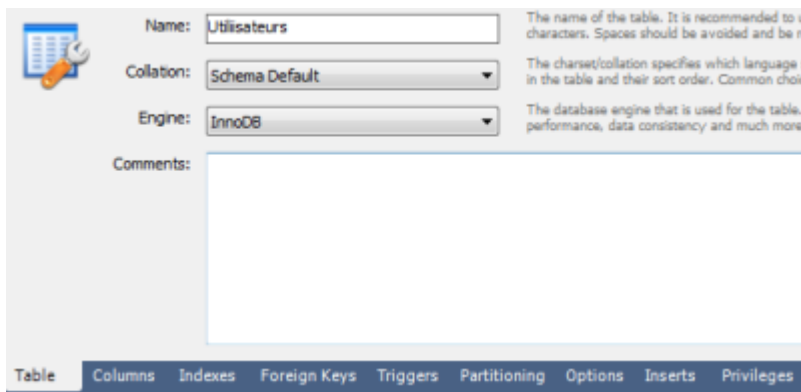 Name: Utilisateurs
The name of the table. It is recommended to
characters. Spaces should be avoided and be
Collation: Schema Default
The charset/collation specifies which language
in the table and their sort order. Common
Engine: InnoDB
The database engine that is used for the table.
performance, data consistency and much more
Comments:
Table Columns Indexes Foreign Keys Triggers Partitioning Options Inserts Privileges